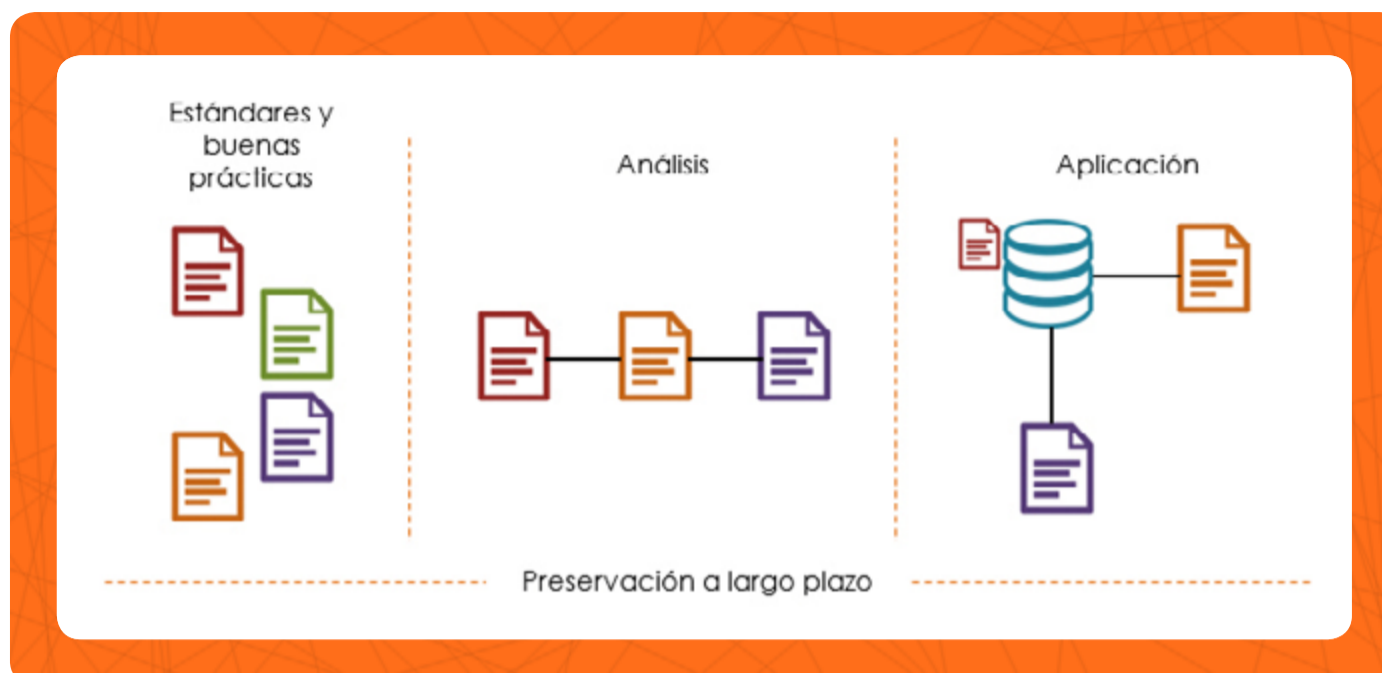 Estándares y
buenas
prácticas
Análisis
Aplicación
Preservación a largo plazo